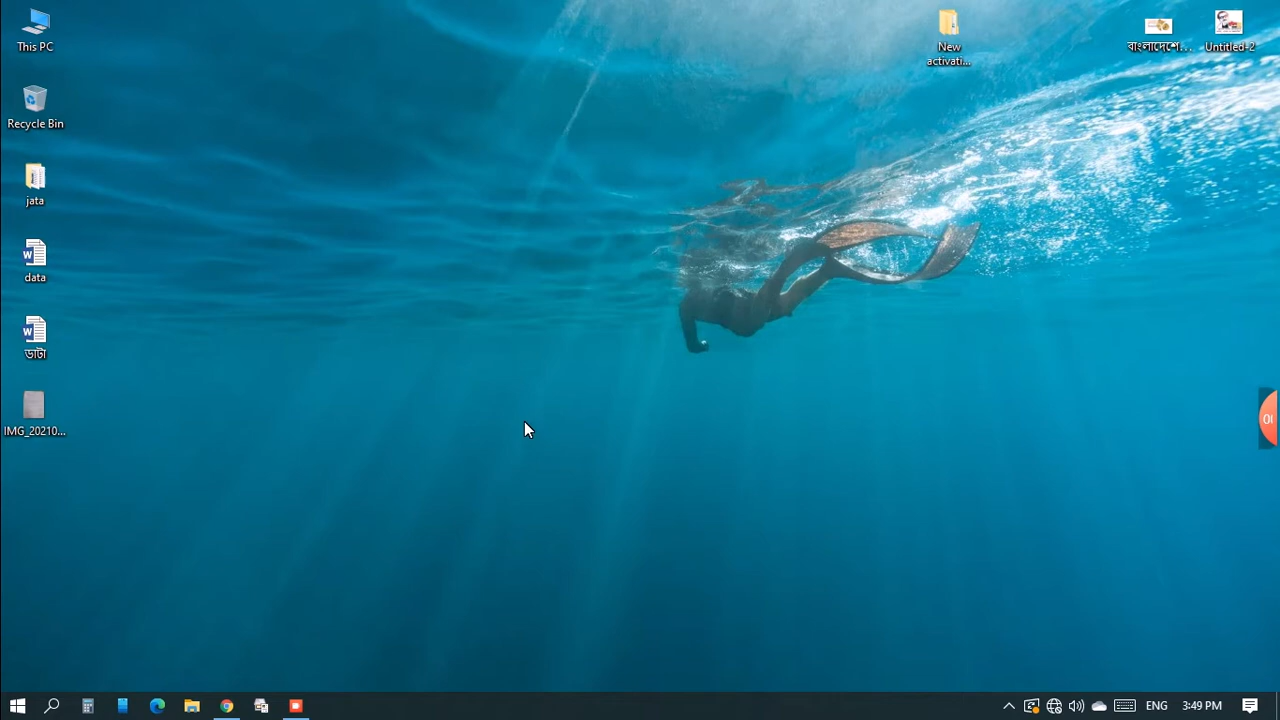 This PC
Recycle Bin
jata
data
ডাটা
IMG_20210...
New
activati...
বাংলাদেশে...
Untitled-2
ENG
3:49 PM